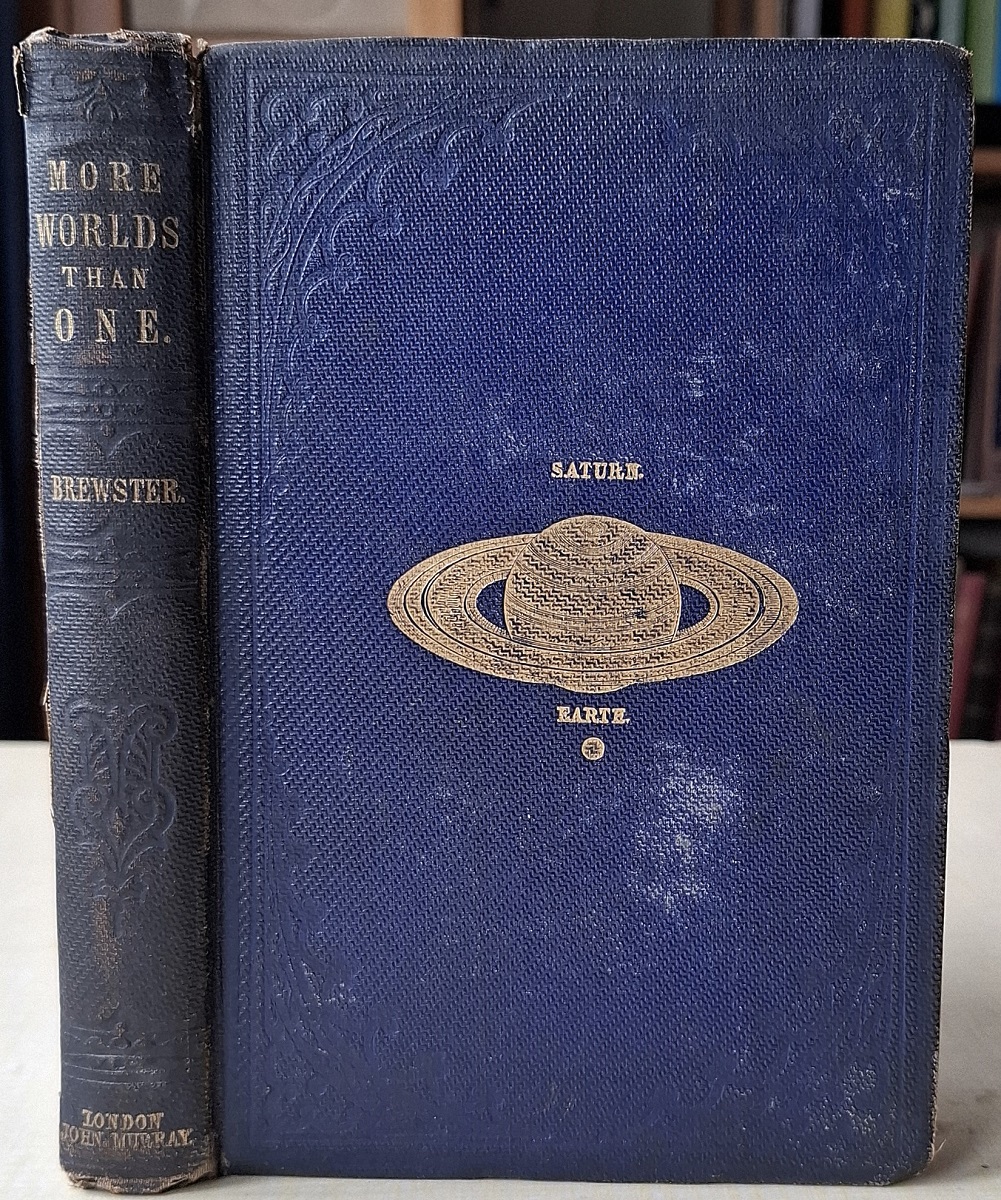 MORE
WORLDS
THAN
ONE.
BREWSTER.
LONDON
JOHN MURRAY.
SATURN.
EARTH.